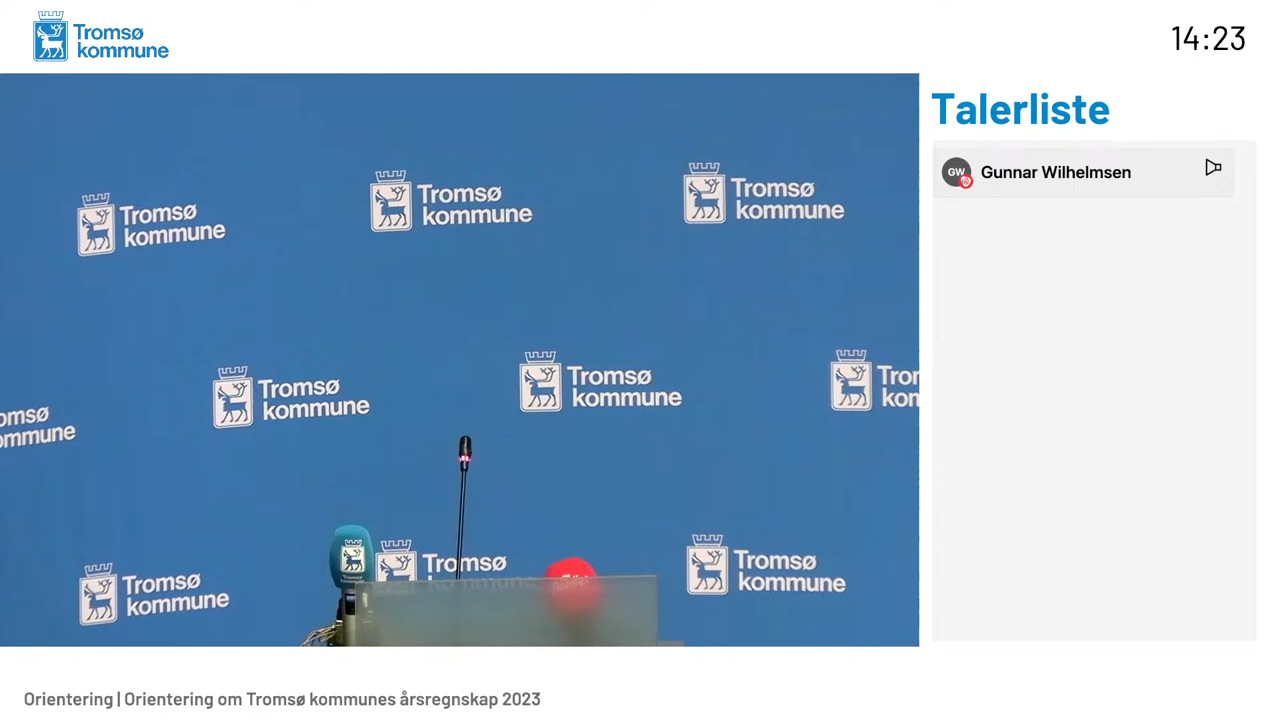 Tromsø
kommune
14:23
Talerliste
GW
Gunnar Wilhelmsen
Tromsø
kommune
Tromsø
kommune
Tromsø
kommune
Tromsø
kommune
Tromsø
kommune
Tromsø
kommune
Tromsø
kommune
Tromsø
kommune
Orientering | Orientering om Tromsø kommunes årsregnskap 2023